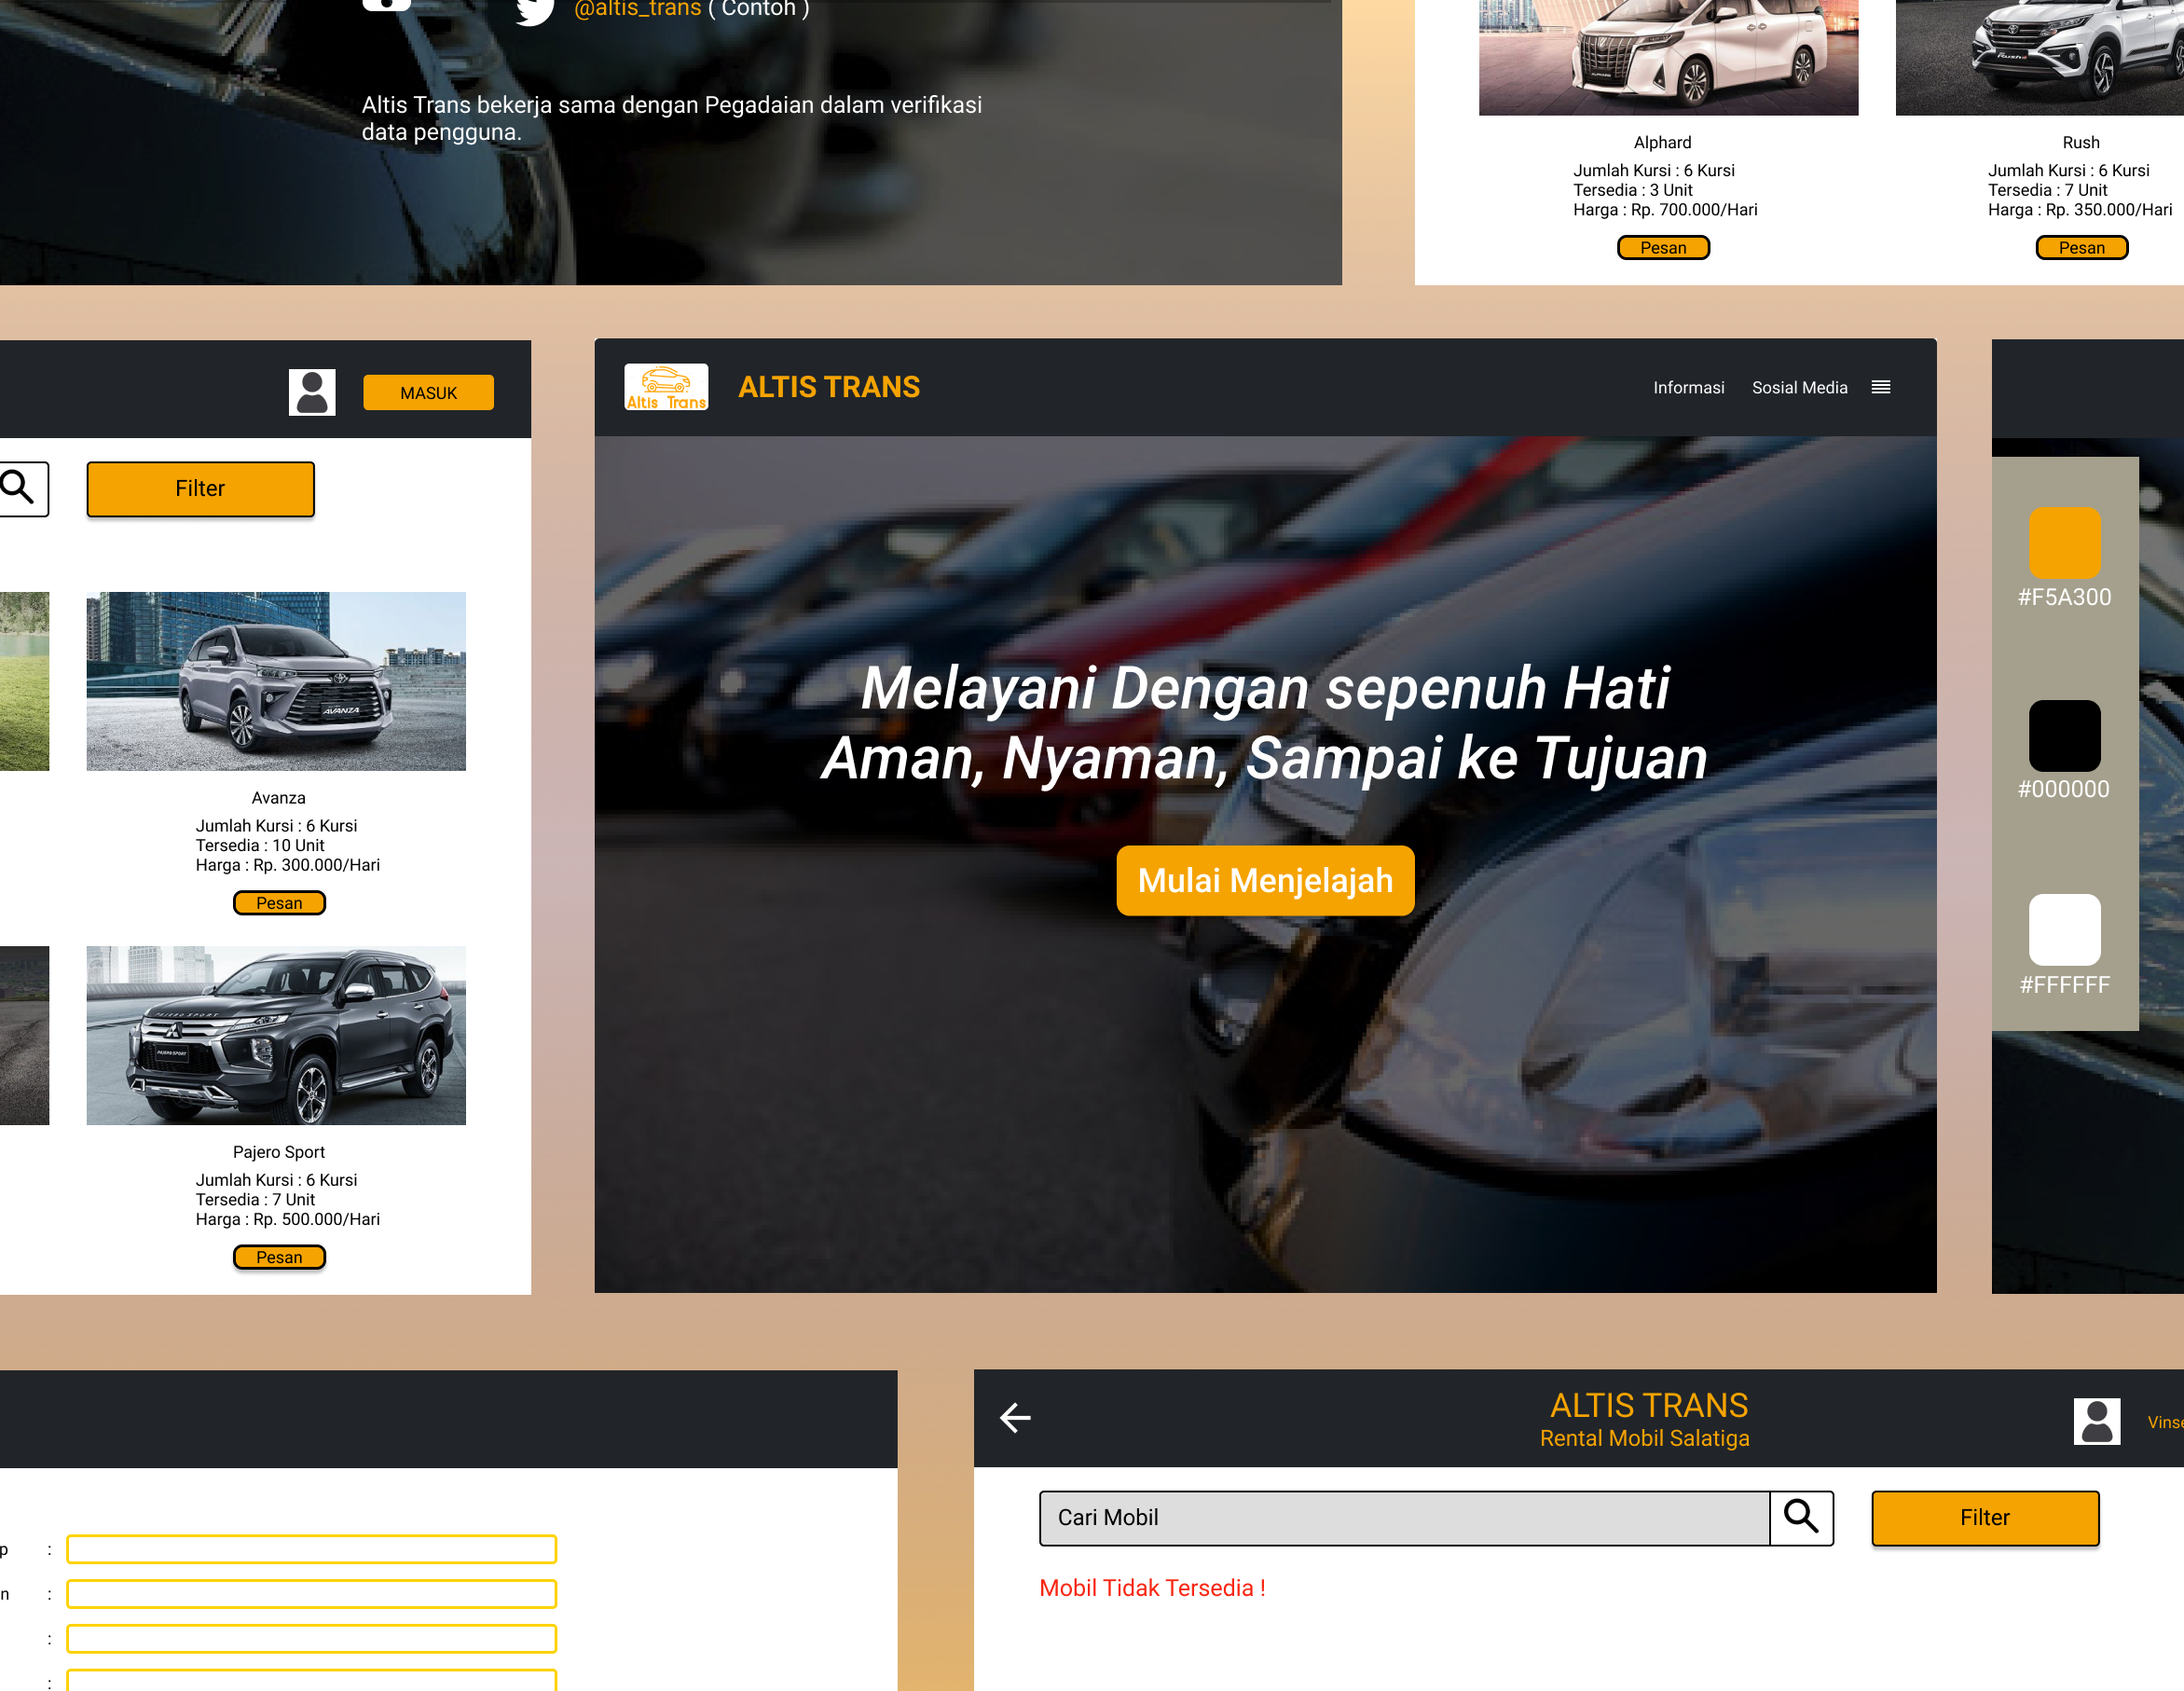 @altis_trans ( Contoh )
Altis Trans bekerja sama dengan Pegadaian dalam verifikasi
data pengguna.
Alphard
Jumlah Kursi : 6 Kursi
Tersedia : 3 Unit
Harga : Rp. 700.000/Hari
Pesan
Rush
Jumlah Kursi : 6 Kursi
Tersedia : 7 Unit
Harga : Rp. 350.000/Hari
Pesan
MASUK
Filter
AVANZA
Avanza
Jumlah Kursi : 6 Kursi
Tersedia : 10 Unit
Harga : Rp. 300.000/Hari
Pesan
PAJERO SPORT
PAJERO SPORT
Pajero Sport
Jumlah Kursi : 6 Kursi
Tersedia : 7 Unit
Harga : Rp. 500.000/Hari
Pesan
Altis Trans
ALTIS TRANS
Informasi
Sosial Media
Melayani Dengan sepenuh Hati
Aman, Nyaman, Sampai ke Tujuan
Mulai Menjelajah
#F5A300
#000000
#FFFFFF
p :
n :
:
:
ALTIS TRANS
Rental Mobil Salatiga
Cari Mobil
Filter
Mobil Tidak Tersedia !